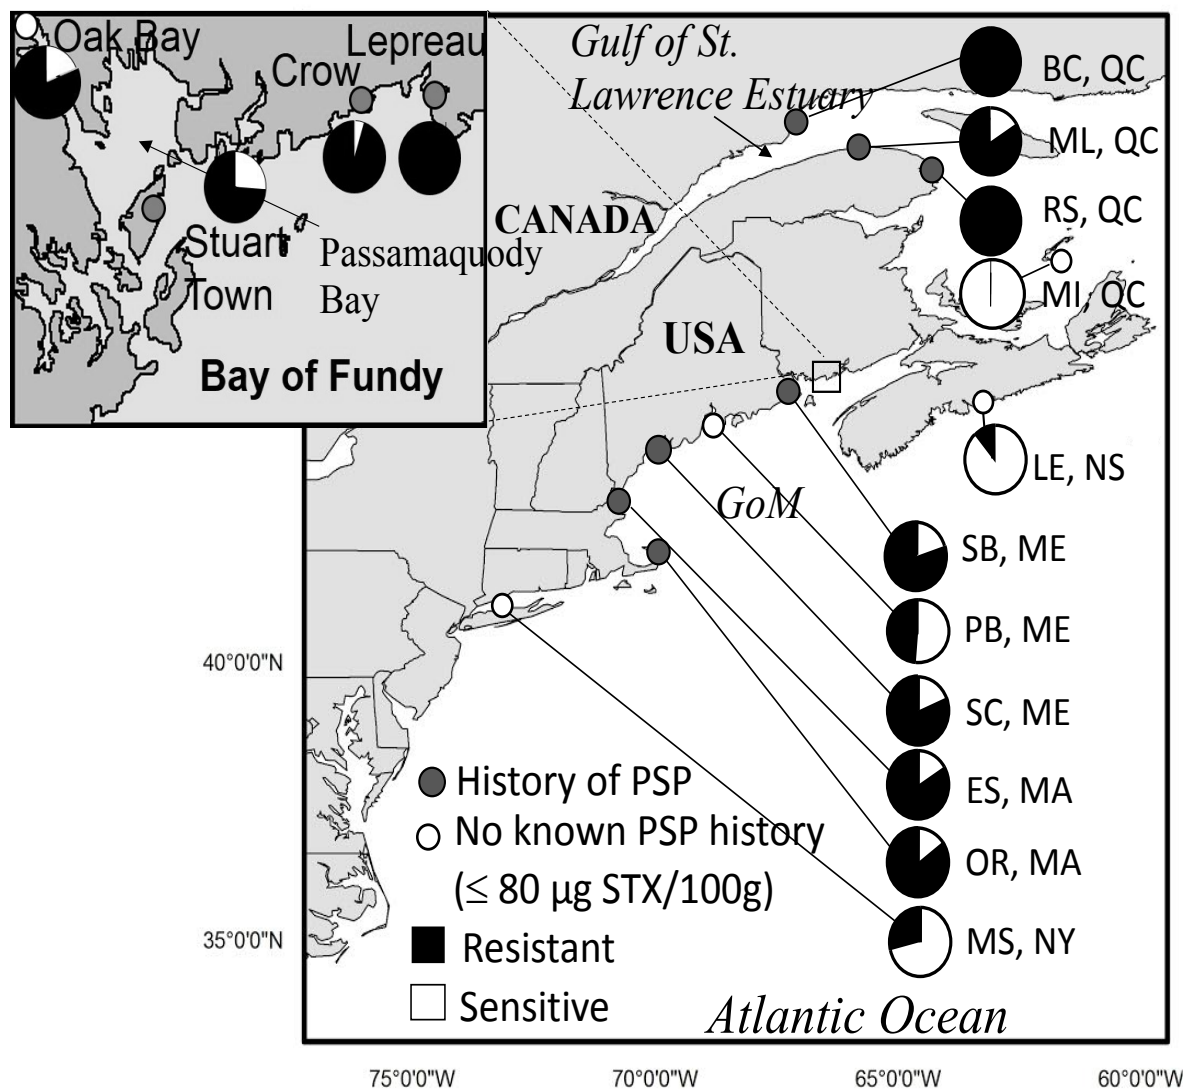 Oak Bay
Lepreau
Crow
Stuart
Town
Passamaquody
Bay
Bay of Fundy
Gulf of St.
Lawrence Estuary
CANADA
USA
GoM
BC, QC
ML, QC
RS, QC
MI, QC
LE, NS
SB, ME
PB, ME
SC, ME
ES, MA
OR, MA
MS, NY
History of PSP
No known PSP history
(≤ 80 µg STX/100g)
Resistant
Sensitive
Atlantic Ocean
40°0'0"N
35°0'0"N
75°0'0"W
70°0'0"W
65°0'0"W
60°0'0"W